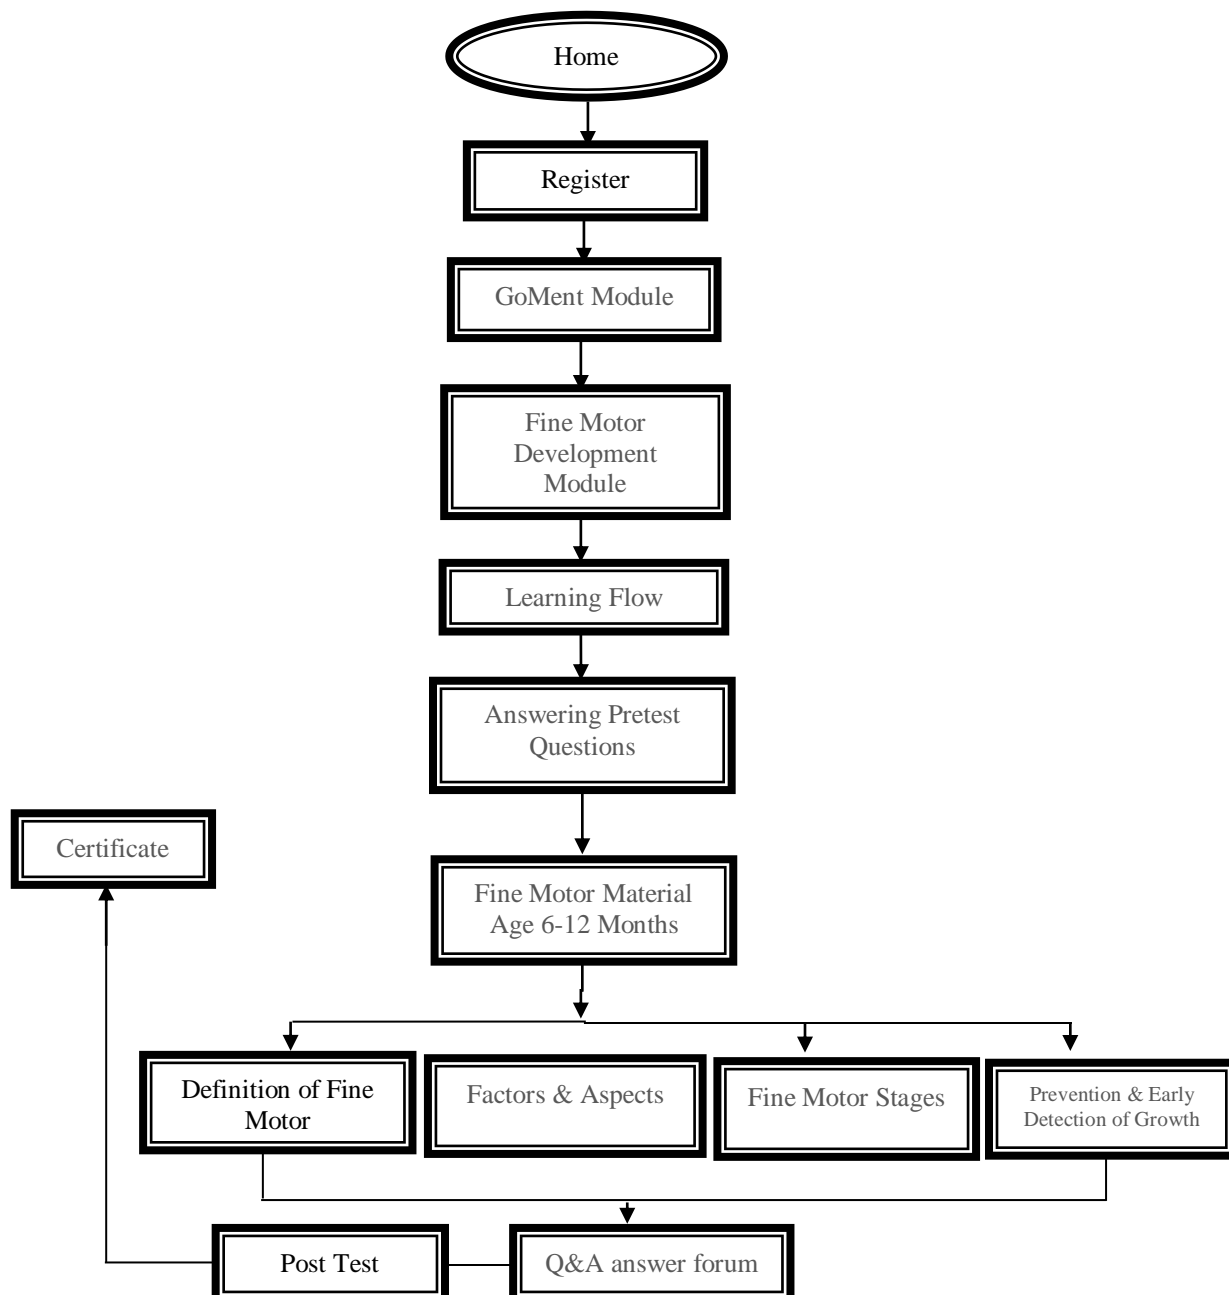 Home
Register
GoMent Module
Fine Motor
Development
Module
Learning Flow
Answering Pretest
Questions
Certificate
Fine Motor Material
Age 6-12 Months
Definition of Fine
Motor
Factors & Aspects
Fine Motor Stages
Prevention & Early
Detection of Growth
Post Test
Q&A answer forum